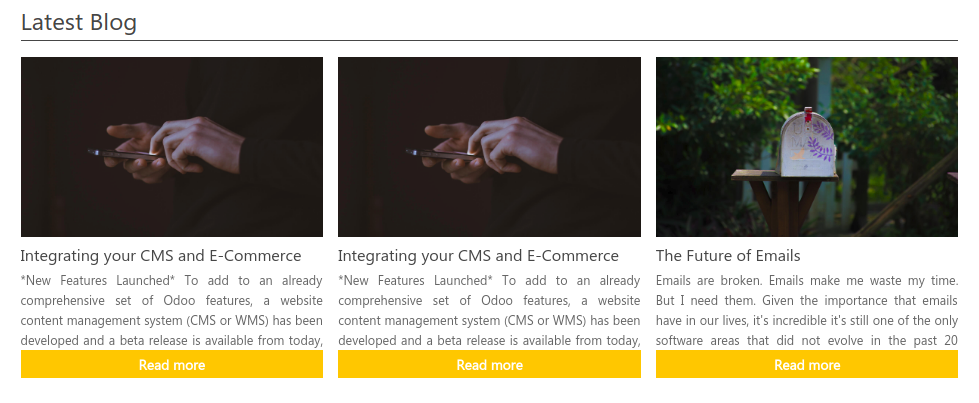 Latest Blog
Integrating your CMS and E-Commerce
*New Features Launched* To add to an already
comprehensive set of Odoo features, a website
content management system (CMS or WMS) has been
developed and a beta release is available from today,
Read more
Integrating your CMS and E-Commerce
*New Features Launched* To add to an already
comprehensive set of Odoo features, a website
content management system (CMS or WMS) has been
developed and a beta release is available from today,
Read more
The Future of Emails
Emails are broken. Emails make me waste my time.
But I need them. Given the importance that emails
have in our lives, it's incredible it's still one of the only
software areas that did not evolve in the past 20
Read more